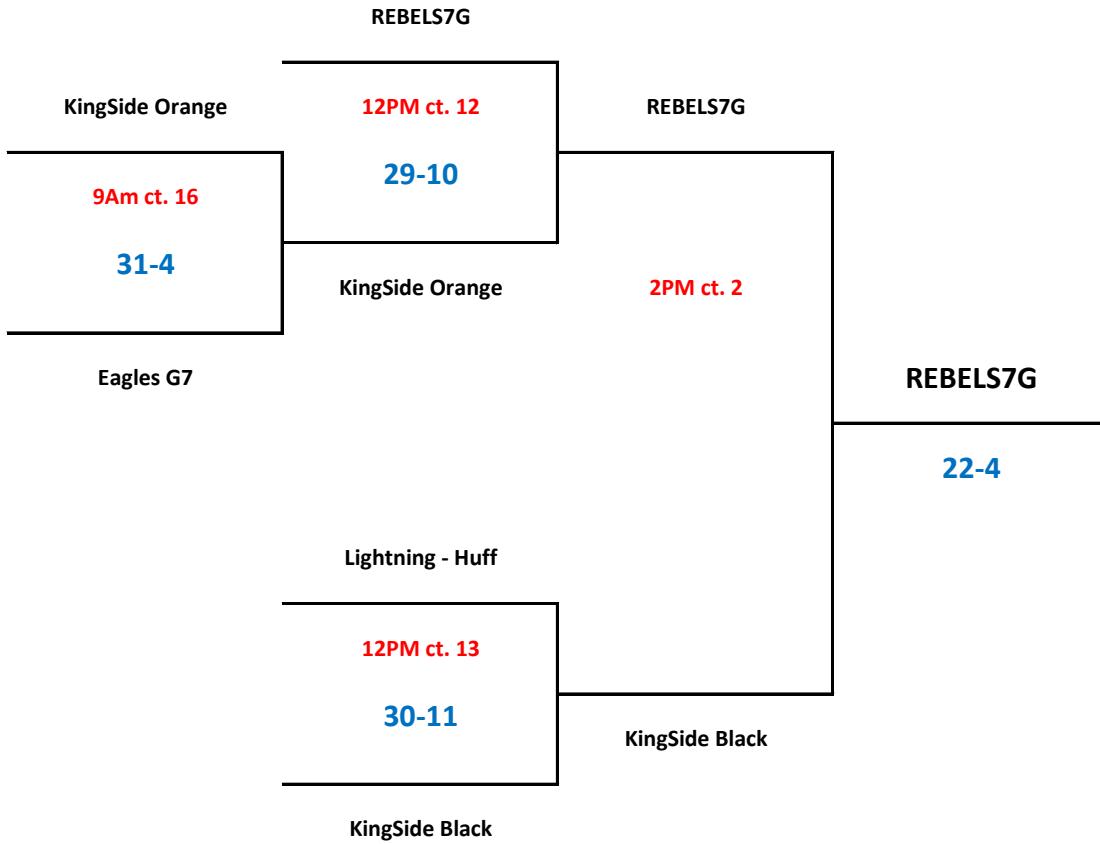 REBELS7G
KingSide Orange
12PM ct. 12
REBELS7G
29-10
9Am ct. 16
31-4
KingSide Orange
2PM ct. 2
Eagles G7
REBELS7G
22-4
Lightning - Huff
12PM ct. 13
30-11
KingSide Black
KingSide Black